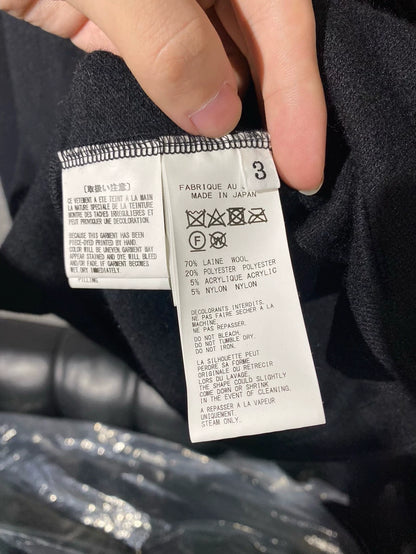 【取扱い注意】
CE VETEMENT A ÉTÉ TEINT A LA MAIN
LA NATURE SPECIALE DE LA TEINTURE
MONTRE DES TACHES IRREGULIERES ET
PEUT PROVOQUER UNE DECOLORATION
BECAUSE THIS GARMENT HAS BEEN
PIECE-DYED PRINTED BY HAND,
COLOR WILL BE UNEVEN, GARMENT MAY
APPEAR STAINED AND DYE WILL BLEED
AND/OR FADE IF GARMENT BECOMES
WET DYED IMMEDIATELY.
PILLING
3
FABRIQUE AU
MADE IN JAPAN
F
W
70% LAINE WOOL
20% POLYESTER POLYESTER
5% ACRYLIQUE ACRYLIC
5% NYLON NYLON
DECOLORANTS INTERDITS.
NE PAS FAIRE SECHER A LA
MACHINE.
NE PAS REPASSER.
DO NOT BLEACH.
DO NOT TUMBLE DRY.
DO NOT IRON.
LA SILHOUETTE PEUT
PERDRE SA FORME
ORIGINALE OU RETRECIR
LORS DU LAVAGE.
THE SHAPE COULD SLIGHTLY
COME DOWN OR SHRINK
IN THE EVENT OF CLEANING.
A REPASSER A LA VAPEUR
UNIQUEMENT.
STEAM ONLY.